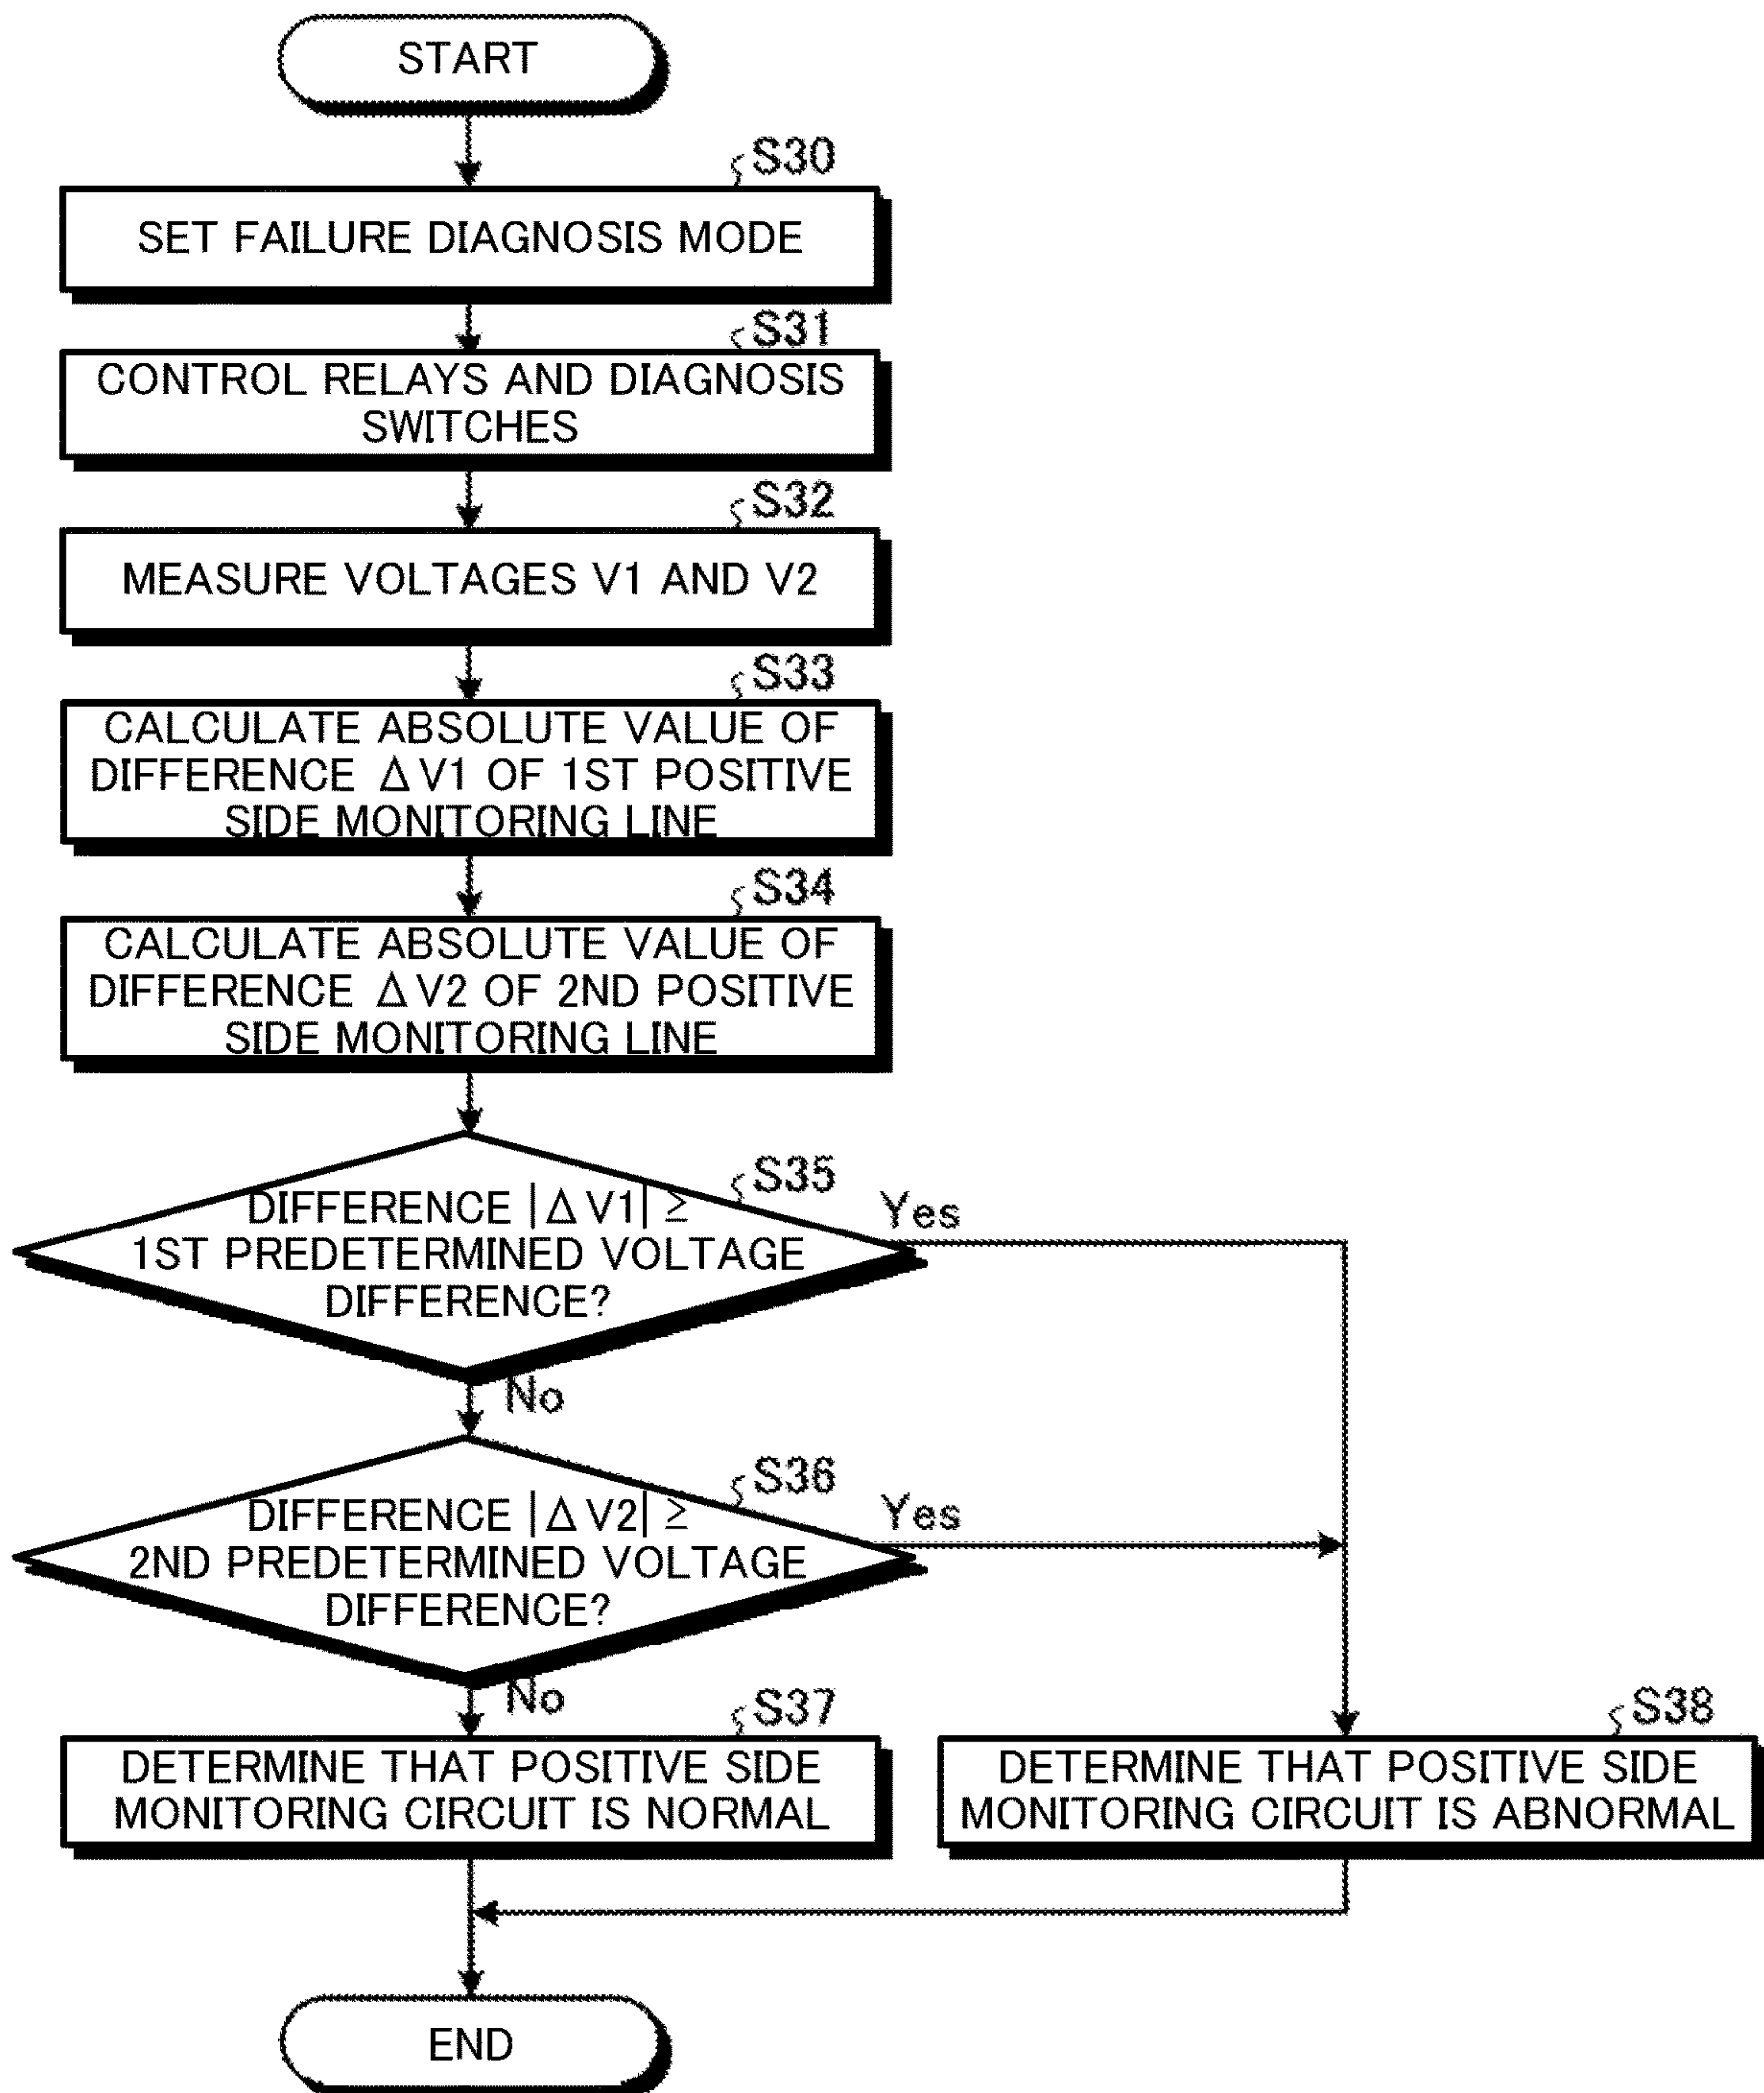 START
S30
SET FAILURE DIAGNOSIS MODE
S31
CONTROL RELAYS AND DIAGNOSIS
SWITCHES
S32
MEASURE VOLTAGES V1 AND V2
S33
CALCULATE ABSOLUTE VALUE OF
DIFFERENCE ΔV1 OF 1ST POSITIVE
SIDE MONITORING LINE
S34
CALCULATE ABSOLUTE VALUE OF
DIFFERENCE ΔV2 OF 2ND POSITIVE
SIDE MONITORING LINE
S35
DIFFERENCE |ΔV1| ≥
1ST PREDETERMINED VOLTAGE
DIFFERENCE?
Yes
No
S36
DIFFERENCE |ΔV2| ≥
2ND PREDETERMINED VOLTAGE
DIFFERENCE?
Yes
No
S37
DETERMINE THAT POSITIVE SIDE
MONITORING CIRCUIT IS NORMAL
S38
DETERMINE THAT POSITIVE SIDE
MONITORING CIRCUIT IS ABNORMAL
END